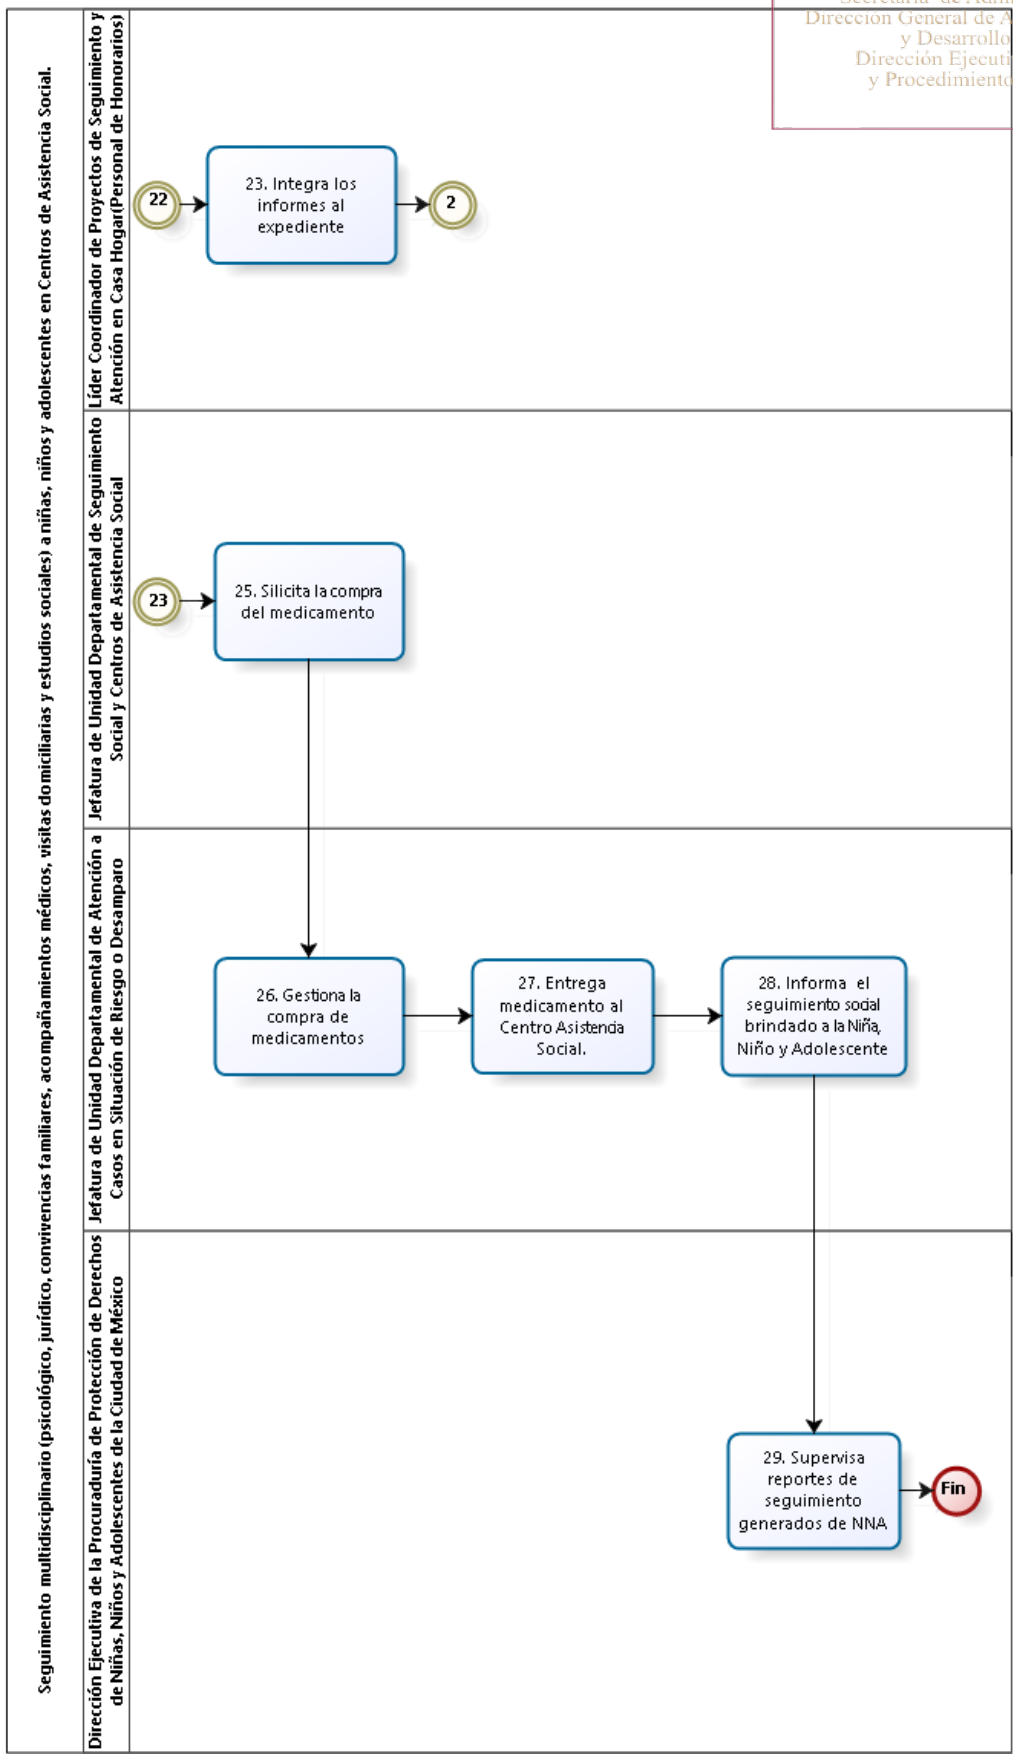 Secretaría de Admi
Dirección General de A
y Desarrollo
Dirección Ejecuti
y Procedimiento
Seguimiento multidisciplinario (psicológico, jurídico, convivencias familiares, acompañamientos médicos, visitas domiciliarias y estudios sociales) a niñas, niños y adolescentes en Centros de Asistencia Social.
Líder Coordinador de Proyectos de Seguimiento y
Atención en Casa Hogar(Personal de Honorarios)
22
23. Integra los
informes al
expediente
2
Jefatura de Unidad Departamental de Seguimiento
Social y Centros de Asistencia Social
23
25. Silicita la compra
del medicamento
Jefatura de Unidad Departamental de Atención a
Casos en Situación de Riesgo o Desamparo
26. Gestiona la
compra de
medicamentos
27. Entrega
medicamento al
Centro Asistencia
Social.
28. Informa el
seguimiento social
brindado a la Niña,
Niño y Adolescente
Dirección Ejecutiva de la Procuraduría de Protección de Derechos
de Niñas, Niños y Adolescentes de la Ciudad de México
29. Supervisa
reportes de
seguimiento
generados de NNA
Fin